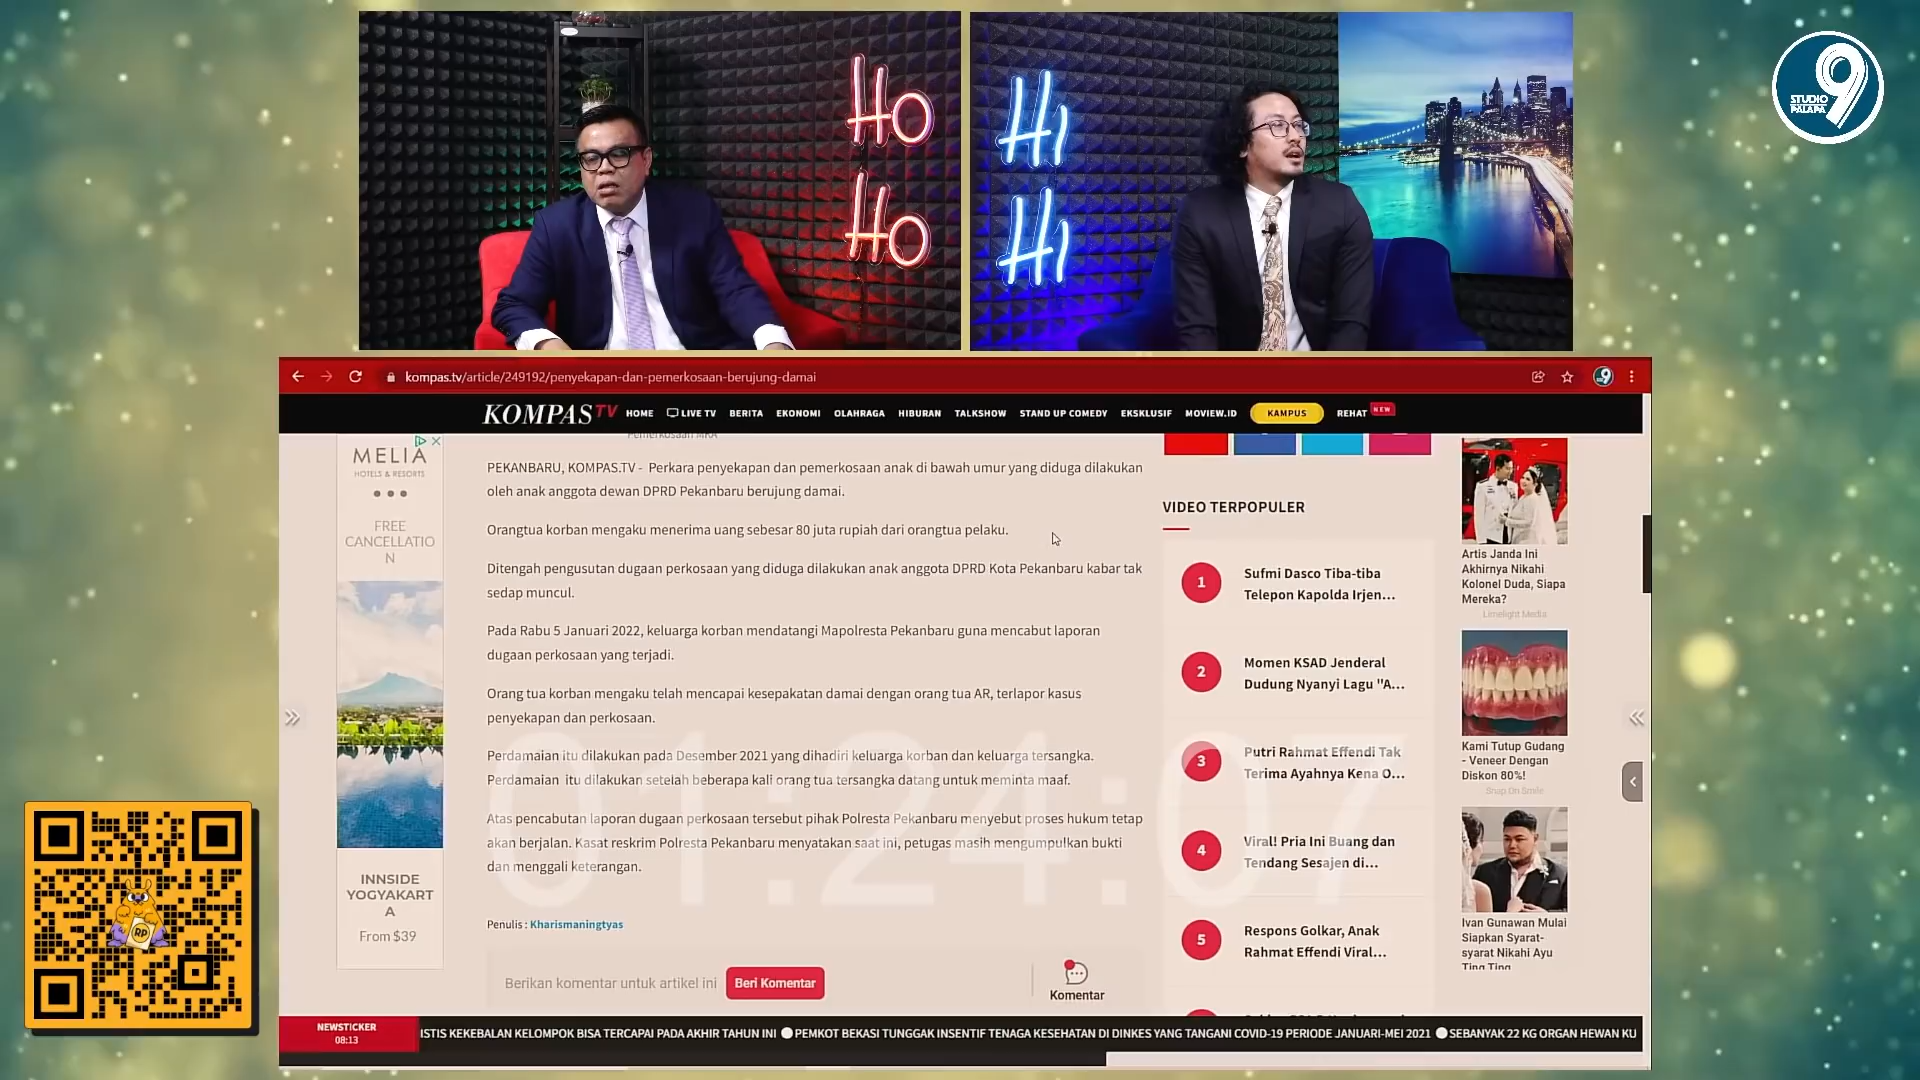 HO
HO
HI
HI
STUDIO
PALAPA
9
kompas.tv/article/249192/penyekapan-dan-pemerkosaan-berujung-damai
KOMPASTV HOME LIVE TV BERITA EKONOMI OLAHRAGA HIBURAN TALKSHOW STAND UP COMEDY EKSKLUSIF MOVIEW.ID KAMPUS REHAT NEW
Pemerkosaan MRA
PEKANBARU, KOMPAS.TV - Perkara penyekapan dan pemerkosaan anak di bawah umur yang diduga dilakukan
oleh anak anggota dewan DPRD Pekanbaru berujung damai.
Orangtua korban mengaku menerima uang sebesar 80 juta rupiah dari orangtua pelaku.
Ditengah pengusutan dugaan perkosaan yang diduga dilakukan anak anggota DPRD Kota Pekanbaru kabar tak
sedap muncul.
Pada Rabu 5 Januari 2022, keluarga korban mendatangi Mapolresta Pekanbaru guna mencabut laporan
dugaan perkosaan yang terjadi.
Orang tua korban mengaku telah mencapai kesepakatan damai dengan orang tua AR, terlapor kasus
penyekapan dan perkosaan.
Perdamaian itu dilakukan pada Desember 2021 yang dihadiri keluarga korban dan keluarga tersangka.
Perdamaian itu dilakukan setelah beberapa kali orang tua tersangka datang untuk meminta maaf.
Atas pencabutan laporan dugaan perkosaan tersebut pihak Polresta Pekanbaru menyebut proses hukum tetap
akan berjalan. Kasat reskrim Polresta Pekanbaru menyatakan saat ini, petugas masih mengumpulkan bukti
dan menggali keterangan.
01:24:07
Penulis : Kharismaningtyas
Berikan komentar untuk artikel ini Beri Komentar
Komentar
MELIA
HOTELS & RESORTS
FREE
CANCELLATIO
N
INNSIDE
YOGYAKART
A
From $39
VIDEO TERPOPULER
1 Sufmi Dasco Tiba-tiba
Telepon Kapolda Irjen...
2 Momen KSAD Jenderal
Dudung Nyanyi Lagu "A...
3 Putri Rahmat Effendi Tak
Terima Ayahnya Kena O...
4 Viral! Pria Ini Buang dan
Tendang Sesajen di...
5 Respons Golkar, Anak
Rahmat Effendi Viral...
Artis Janda Ini
Akhirnya Nikahi
Kolonel Duda, Siapa
Mereka?
Limelight Media
Kami Tutup Gudang
- Veneer Dengan
Diskon 80%!
Snap On Smile
Ivan Gunawan Mulai
Siapkan Syarat-
syarat Nikahi Ayu
Ting Ting
RP
NEWSTICKER
08:13
ISTIS KEKEBALAN KELOMPOK BISA TERCAPAI PADA AKHIR TAHUN INI PEMKOT BEKASI TUNGGAK INSENTIF TENAGA KESEHATAN DI DINKES YANG TANGANI COVID-19 PERIODE JANUARI-MEI 2021 SEBANYAK 22 KG ORGAN HEWAN KU